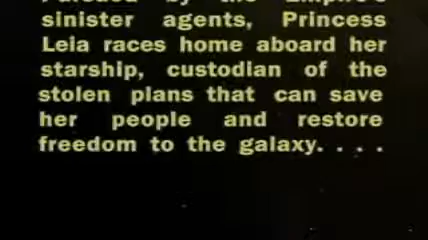 Pursued by the Empire's
sinister agents, Princess
Leia races home aboard her
starship, custodian of the
stolen plans that can save
her people and restore
freedom to the galaxy. . . .